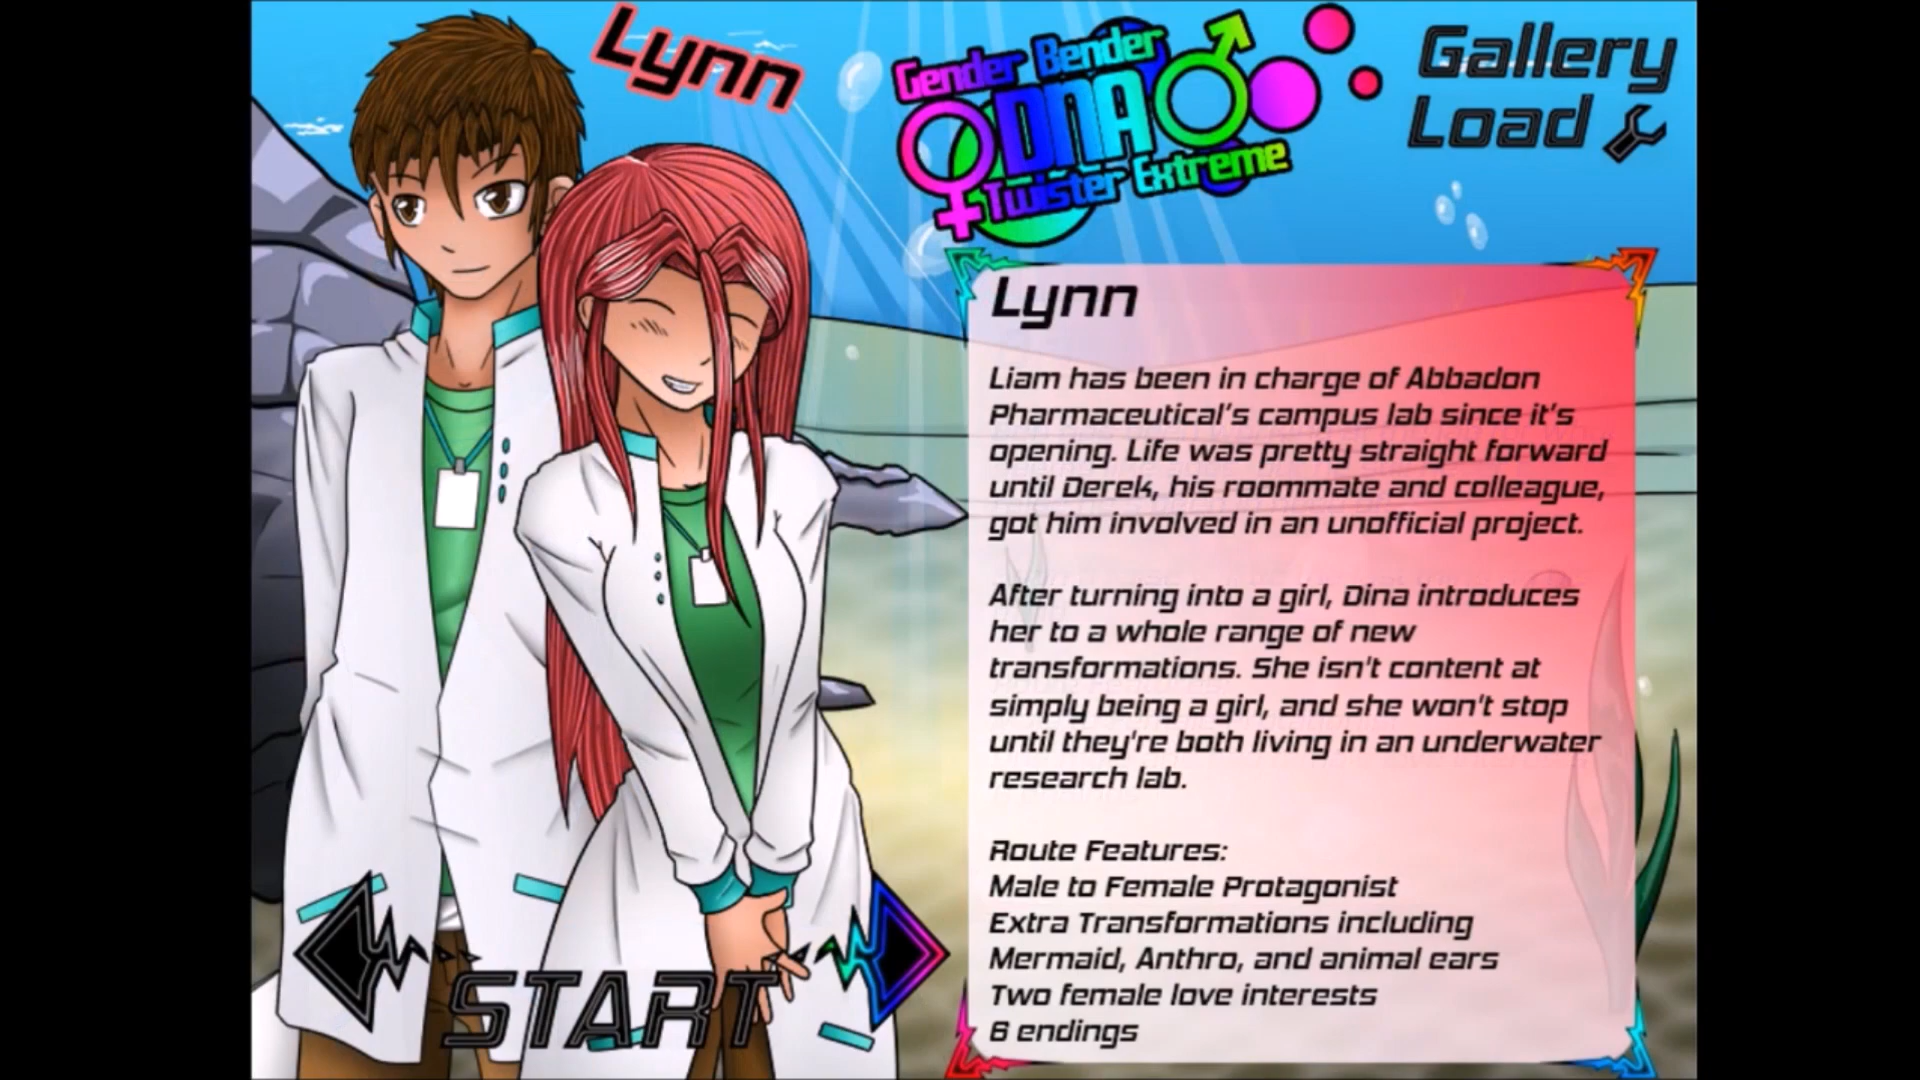 Lynn
Gender Bender
DNA
Twister Extreme
Gallery
Load
Lynn
Liam has been in charge of Abbadon
Pharmaceutical's campus lab since it's
opening. Life was pretty straight forward
until Derek, his roommate and colleague,
got him involved in an unofficial project.
After turning into a girl, Dina introduces
her to a whole range of new
transformations. She isn't content at
simply being a girl, and she won't stop
until they're both living in an underwater
research lab.
Route Features:
Male to Female Protagonist
Extra Transformations including
Mermaid, Anthro, and animal ears
Two female love interests
6 endings
START